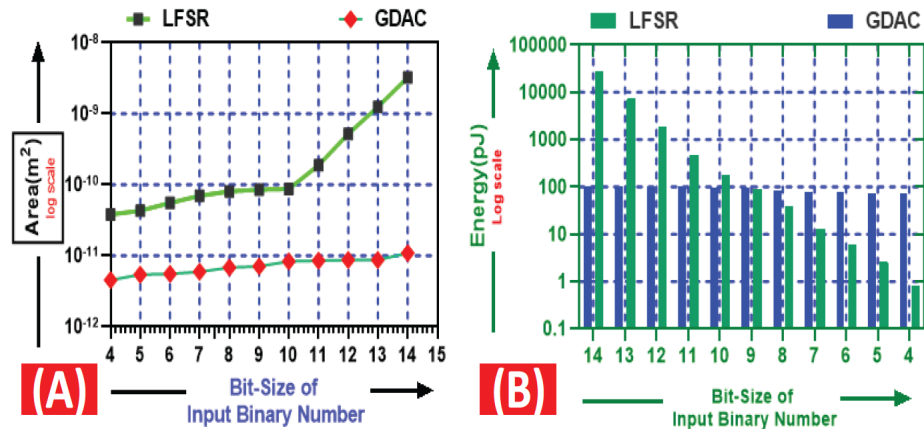 LFSR GDAC
10-8
10-9
10-10
10-11
10-12
Area(m2)
log scale
4 5 6 7 8 9 10 11 12 13 14 15
(A)
Bit-Size of
Input Binary Number
LFSR GDAC
100000
10000
1000
100
10
1
0.1
Energy(pJ)
Log scale
14 13 12 11 10 9 8 7 6 5 4
(B)
Bit-Size of
Input Binary Number